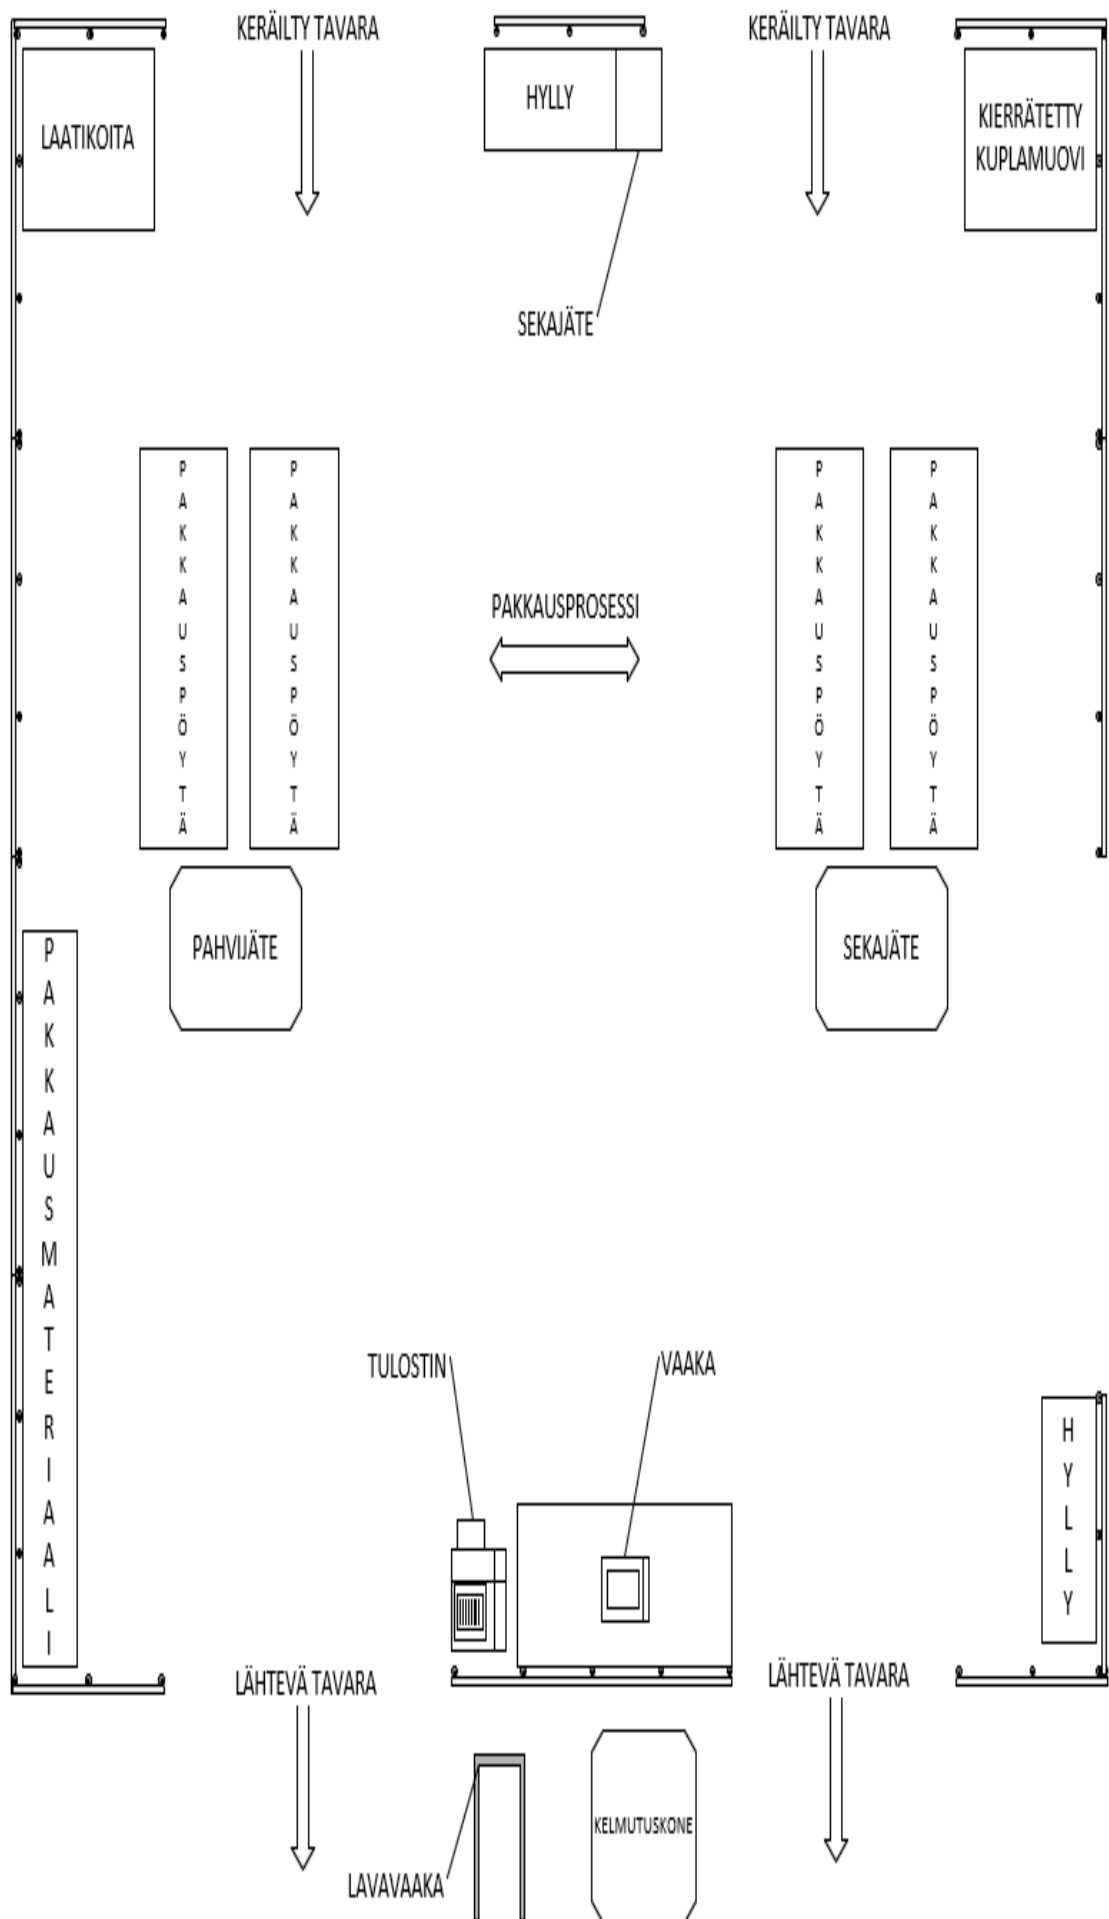 KERÄILTY TAVARA
KERÄILTY TAVARA
LAATIKOITA
HYLLY
KIERRÄTETTY
KUPLAMUOVI
SEKAJÄTE
PAKKAUSPÖYTÄ
PAKKAUSPÖYTÄ
PAKKAUSPROSESSI
PAKKAUSPÖYTÄ
PAKKAUSPÖYTÄ
PAHVIJÄTE
SEKAJÄTE
PAKKAUSMATERIAALI
TULOSTIN
VAAKA
HYLLY
LÄHTEVÄ TAVARA
LÄHTEVÄ TAVARA
KELMUTUSKONE
LAVAVAAKA